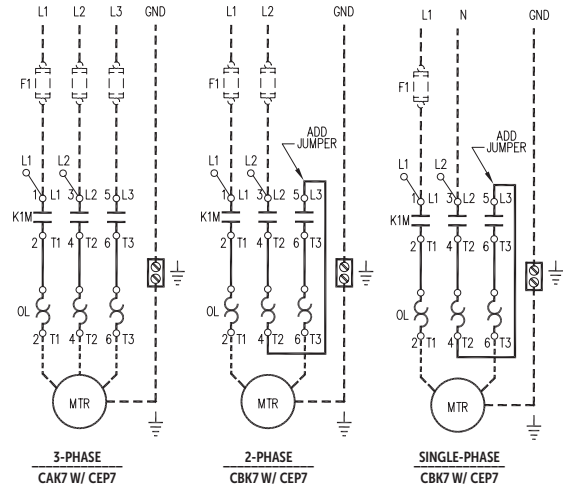 L1 L2 L3 GND
F1
L1 L2
1 L1 3 L2 5 L3
K1M
2 T1 4 T2 6 T3
OL
2 T1 4 T2 6 T3
MTR
3-PHASE
CAK7 W/ CEP7
L1 L2 GND
F1
ADD
JUMPER
L1 L2
1 L1 3 L2 5 L3
K1M
2 T1 4 T2 6 T3
OL
2 T1 4 T2 6 T3
MTR
2-PHASE
CBK7 W/ CEP7
L1 N GND
F1
ADD
JUMPER
L1 L2
1 L1 3 L2 5 L3
K1M
2 T1 4 T2 6 T3
OL
2 T1 4 T2 6 T3
MTR
SINGLE-PHASE
CBK7 W/ CEP7